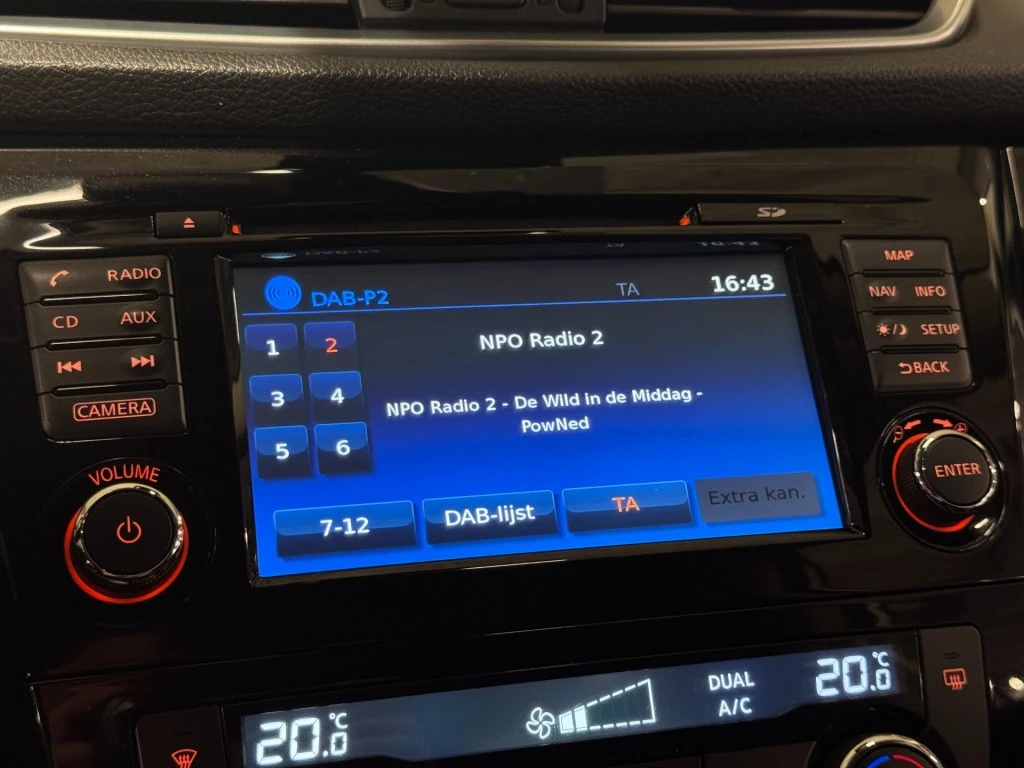 SD
RADIO
CD AUX
CAMERA
VOLUME
MAP
NAV INFO
SETUP
BACK
ENTER
DAB-P2 TA 16:43
1 2
3 4
5 6
NPO Radio 2
NPO Radio 2 - De Wild in de Middag -
PowNed
7-12 DAB-lijst TA Extra kan.
20.0 °C DUAL 20.0 °C
A/C